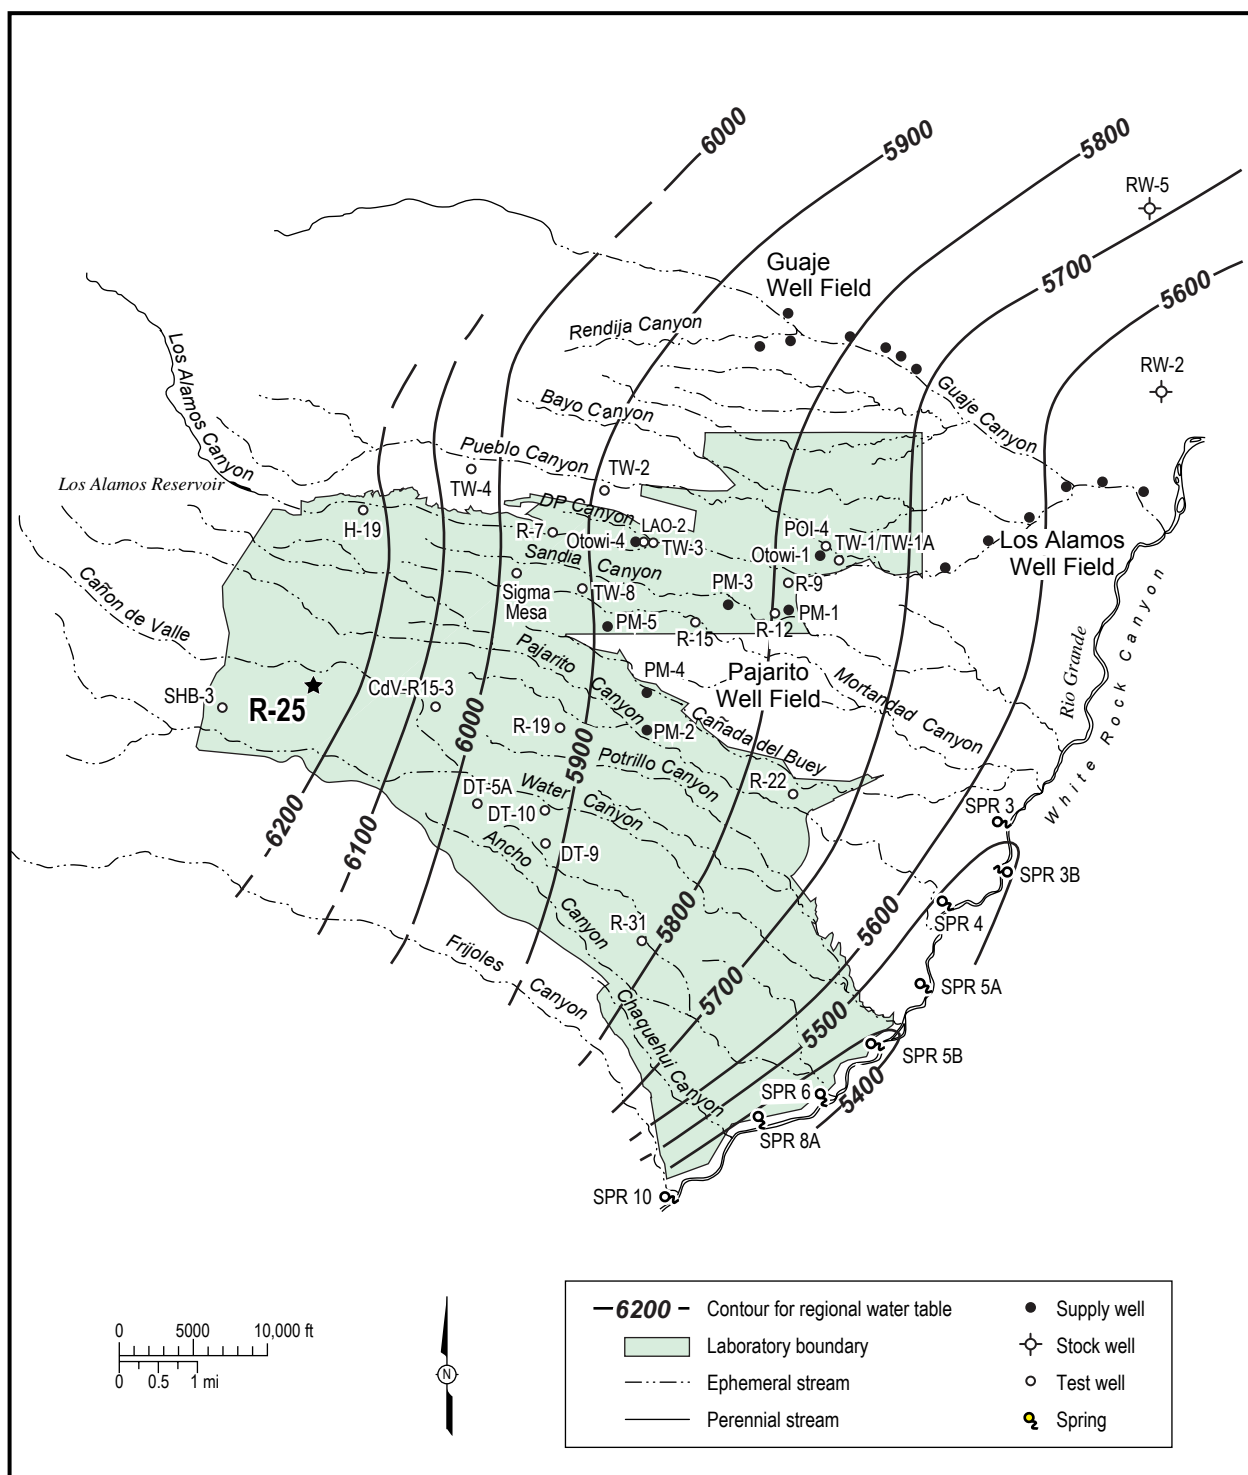 6000
5900
5800
RW-5
5700
5600
Guaje
Well Field
Rendija Canyon
RW-2
Los Alamos Canyon
Bayo Canyon
Guaje Canyon
Pueblo Canyon
TW-4
TW-2
Los Alamos Reservoir
H-19
DP Canyon
R-7
LAO-2
Otowi-4
TW-3
POI-4
TW-1/TW-1A
Otowi-1
Los Alamos
Well Field
Sandia Canyon
Sigma
Mesa
TW-8
PM-3
R-9
PM-1
PM-5
R-15
R-12
Cañon de Valle
Pajarito Canyon
PM-4
Pajarito
Well Field
Mortandad Canyon
Rio Grande
White Rock Canyon
SHB-3
R-25
CdV-R15-3
6000
R-19
5900
PM-2
Cañada del Buey
Potrillo Canyon
R-22
DT-5A
Water Canyon
DT-10
6200
6100
DT-9
Ancho Canyon
SPR 3
SPR 3B
SPR 4
R-31
5800
5600
Frijoles Canyon
5700
SPR 5A
Chaquehui Canyon
5500
SPR 5B
SPR 6
5400
SPR 8A
SPR 10
0 5000 10,000 ft
0 0.5 1 mi
N
6200 Contour for regional water table
Laboratory boundary
Ephemeral stream
Perennial stream
Supply well
Stock well
Test well
Spring